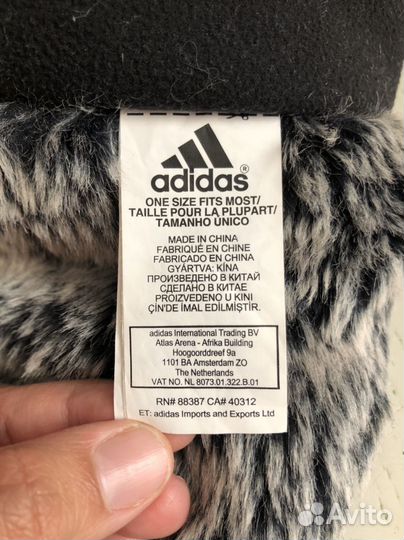 adidas®
ONE SIZE FITS MOST/
TAILLE POUR LA PLUPART/
TAMANHO ÚNICO
MADE IN CHINA
FABRIQUÉ EN CHINE
FABRICADO EN CHINA
GYÁRTVA: KÍNA
ПРОИЗВЕДЕНО В КИТАЙ
СДЕЛАНО В КИТАЕ
PROIZVEDENO U KINI
ÇİN'DE İMAL EDİLMİŞTİR.
adidas International Trading BV
Atlas Arena - Afrika Building
Hoogoorddreef 9a
1101 BA Amsterdam ZO
The Netherlands
VAT NO. NL 8073.01.322.B.01
RN# 88387 CA# 40312
ET: adidas Imports and Exports Ltd
Avito